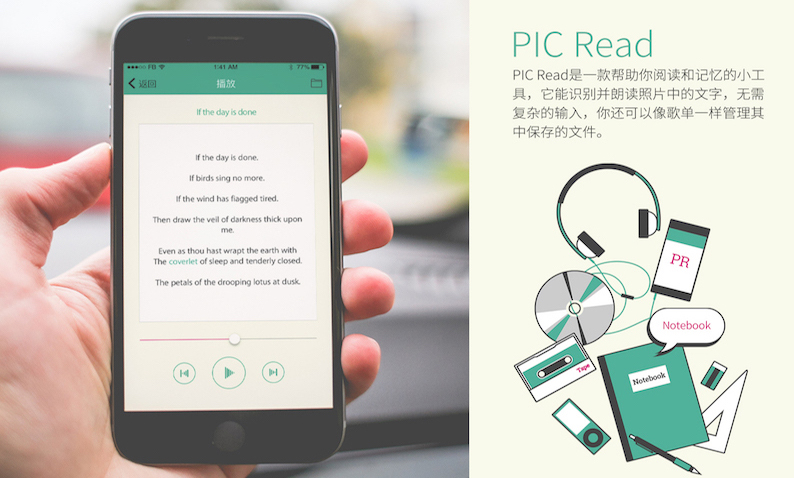 FB 1:41 AM 77%
返回 播放
If the day is done
If the day is done.
If birds sing no more.
If the wind has fiagged tired.
Then draw the veil of darkness thick upon
me.
Even as thou hast wrapt the earth with
The coverlet of sleep and tenderly closed.
The petals of the drooping lotus at dusk.
PIC Read
PIC Read是一款帮助你阅读和记忆的小工
具，它能识别并朗读照片中的文字，无需
复杂的输入，你还可以像歌单一样管理其
中保存的文件。
PR
Notebook
Tape
Notebook